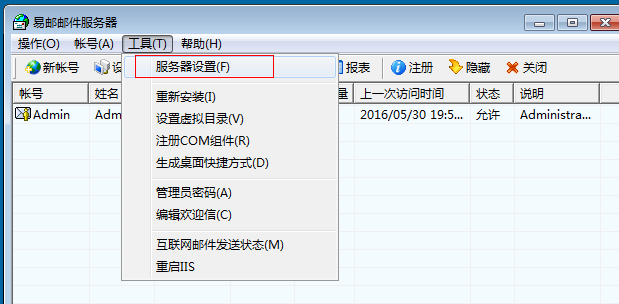 易邮邮件服务器
操作(O) 帐号(A) 工具(T) 帮助(H)
新帐号 设 报表 注册 隐藏 关闭
帐号 姓名 量 上一次访问时间 状态 说明
Admin Adm 2016/05/30 19:5... 允许 Administra...
服务器设置(F)
重新安装(I)
设置虚拟目录(V)
注册COM组件(R)
生成桌面快捷方式(D)
管理员密码(A)
编辑欢迎信(C)
互联网邮件发送状态(M)
重启IIS